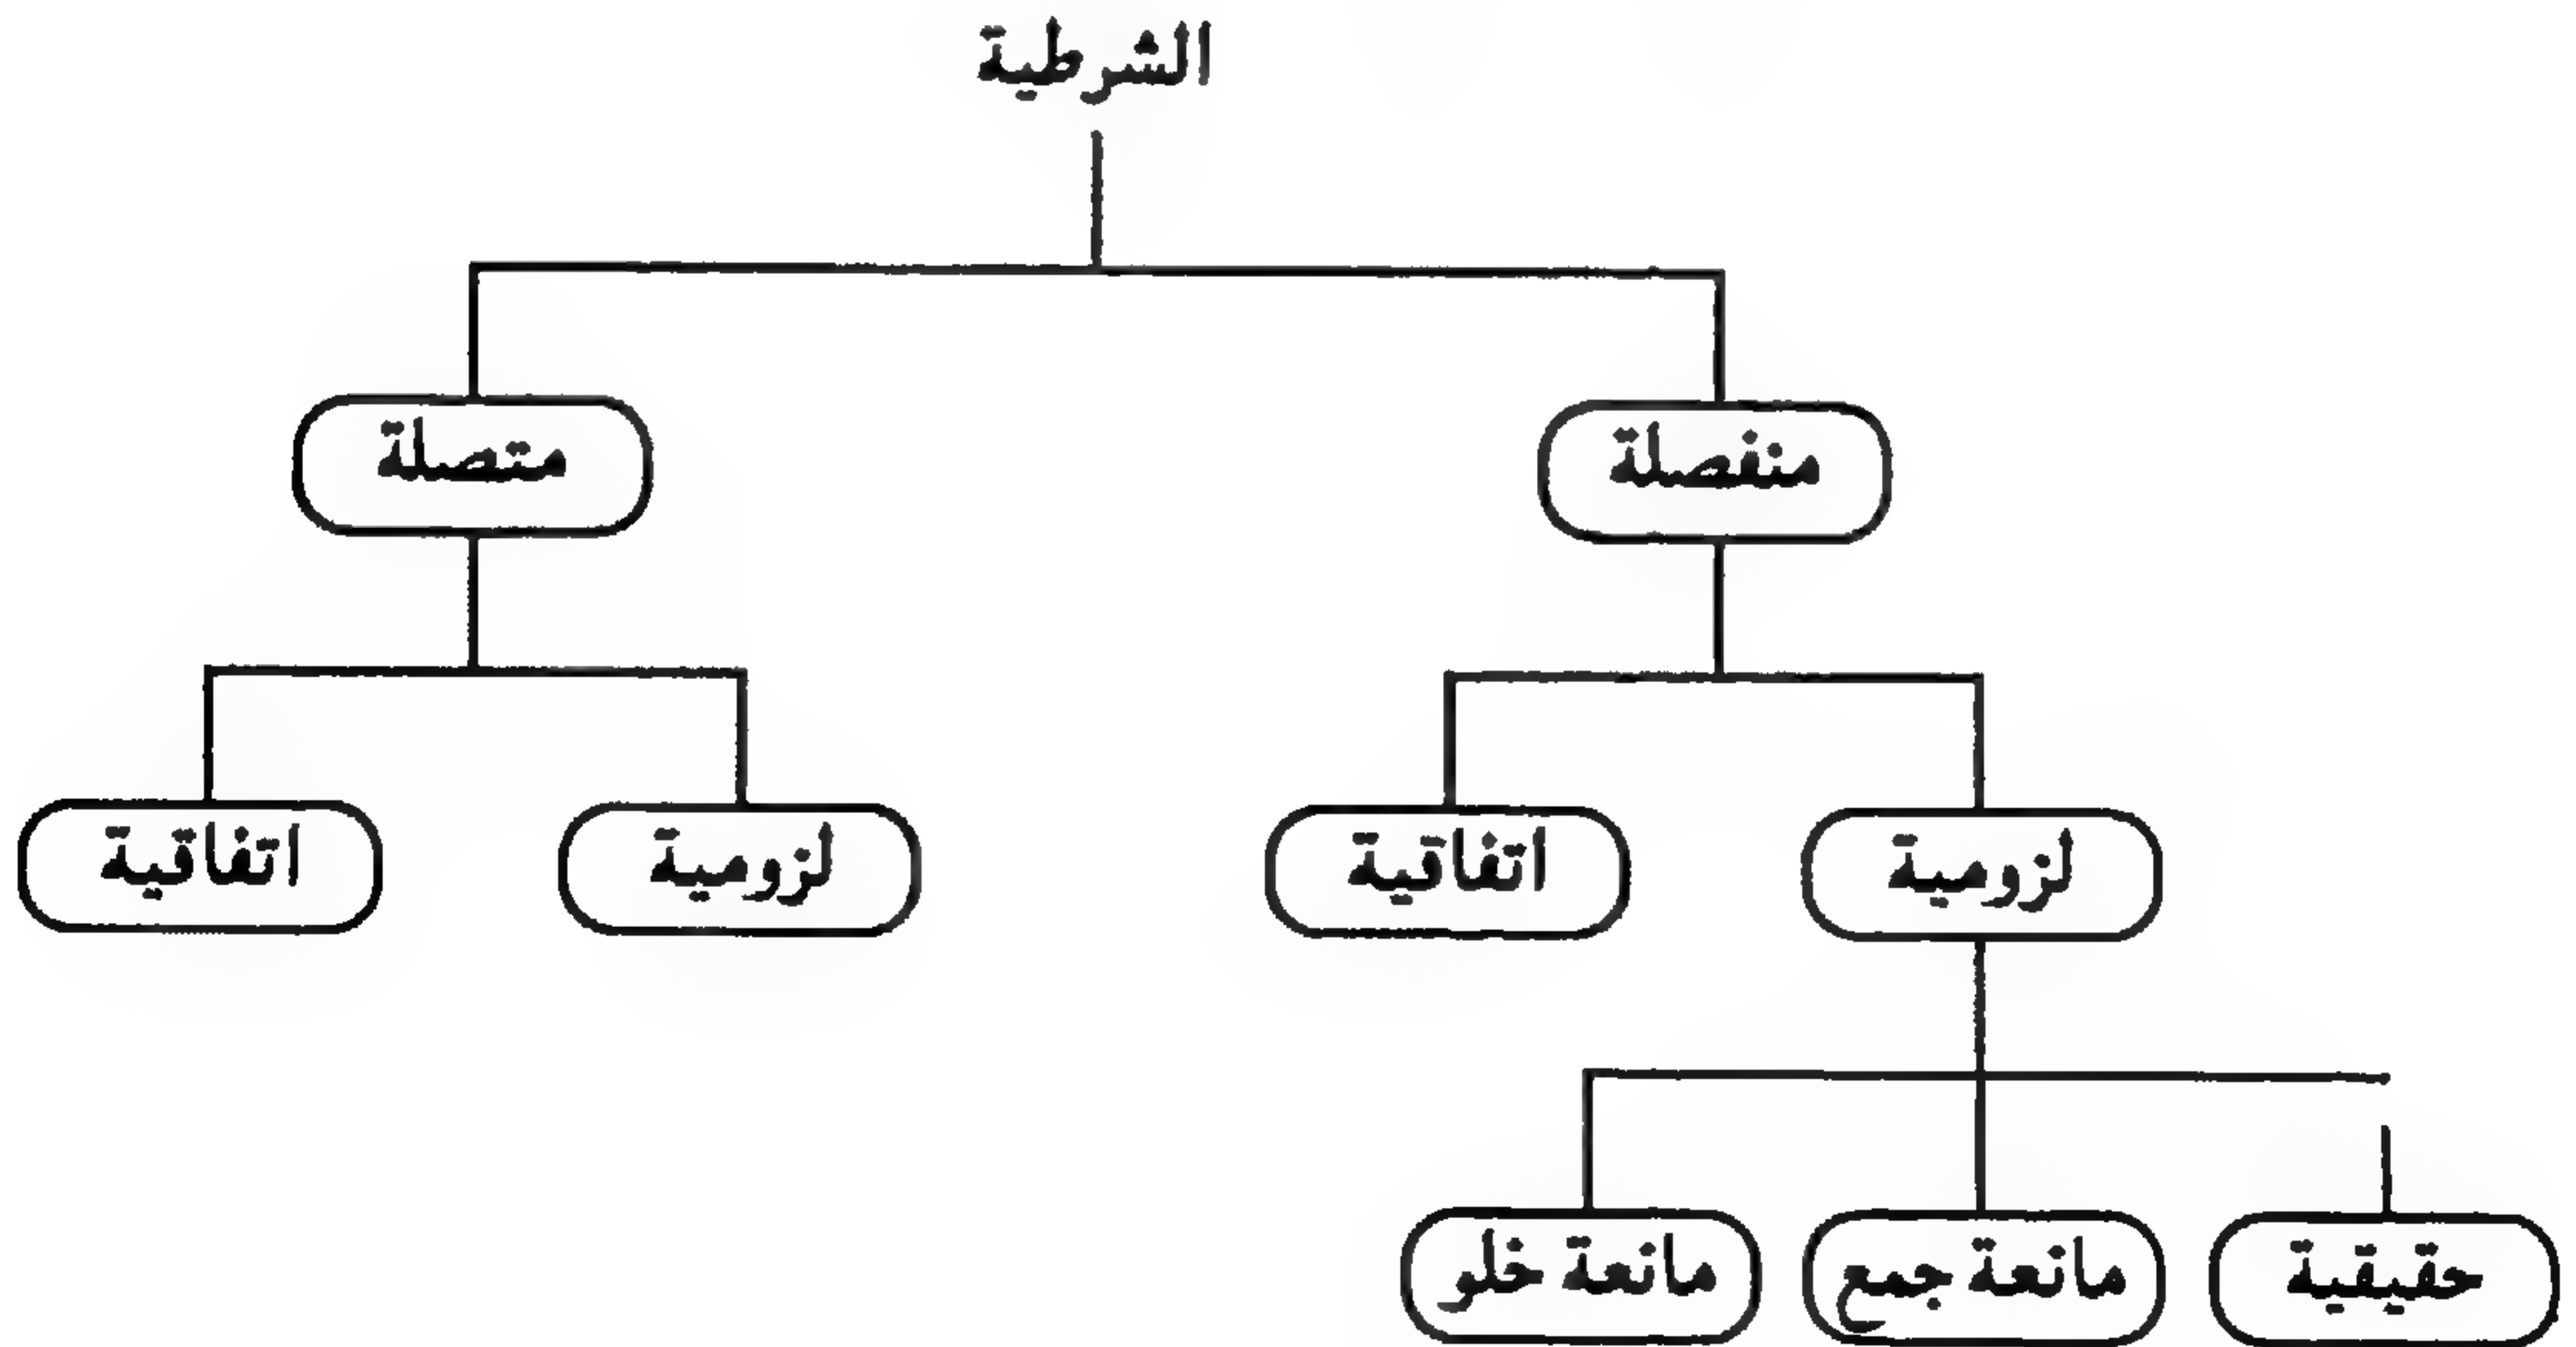 الشرطية
منفصلة
متصلة
لزومية
اتفاقية
لزومية
اتفاقية
حقيقية
مانعة جمع
مانعة خلو